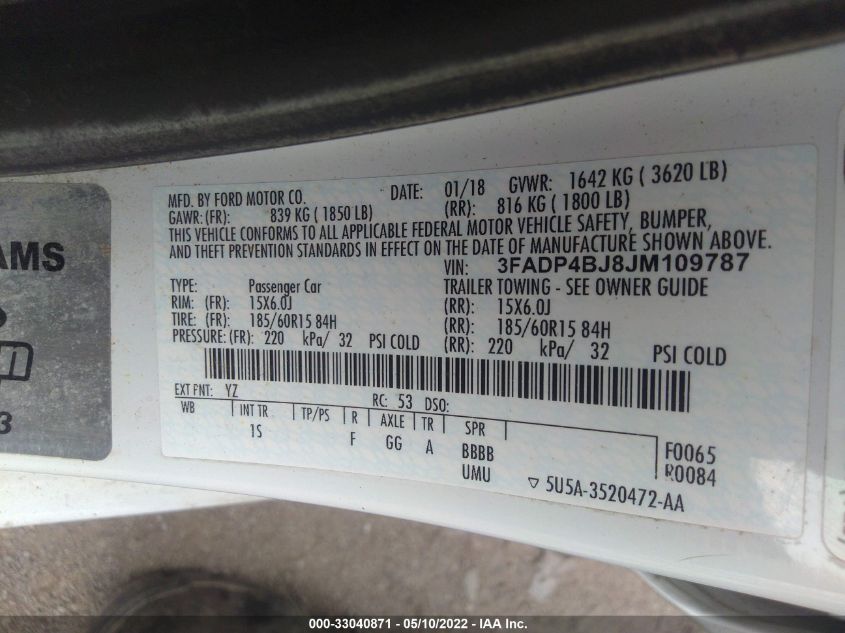 MFD. BY FORD MOTOR CO. DATE: 01/18 GVWR: 1642 KG ( 3620 LB)
GAWR: (FR): 839 KG ( 1850 LB) (RR): 816 KG ( 1800 LB)
THIS VEHICLE CONFORMS TO ALL APPLICABLE FEDERAL MOTOR VEHICLE SAFETY, BUMPER,
AND THEFT PREVENTION STANDARDS IN EFFECT ON THE DATE OF MANUFACTURE SHOWN ABOVE.
VIN: 3FADP4BJ8JM109787
TYPE: Passenger Car TRAILER TOWING - SEE OWNER GUIDE
RIM: (FR): 15X6.0J (RR): 15X6.0J
TIRE: (FR): 185/60R15 84H (RR): 185/60R15 84H
PRESSURE: (FR): 220 kPa/ 32 PSI COLD (RR): 220 kPa/ 32 PSI COLD
EXT PNT: YZ RC: 53 DSO:
WB INT TR TP/PS R AXLE TR SPR
1S F GG A BBBB F0065
UMU R0084
▽ 5U5A-3520472-AA
AMS
3
000-33040871 - 05/10/2022 - IAA Inc.